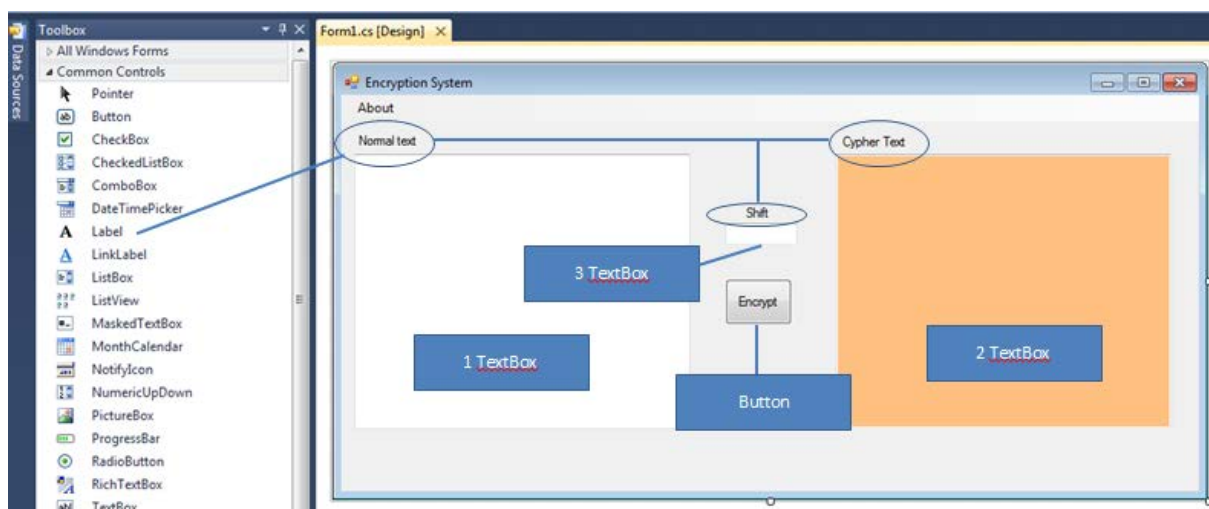 Data Sources
Toolbox
All Windows Forms
Common Controls
Pointer
Button
CheckBox
CheckedListBox
ComboBox
DateTimePicker
Label
LinkLabel
ListBox
ListView
MaskedTextBox
MonthCalendar
NotifyIcon
NumericUpDown
PictureBox
ProgressBar
RadioButton
RichTextBox
TextBox
Form1.cs [Design]
Encryption System
About
Normal text
Cypher Text
Shift
3 TextBox
Encrypt
1 TextBox
2 TextBox
Button